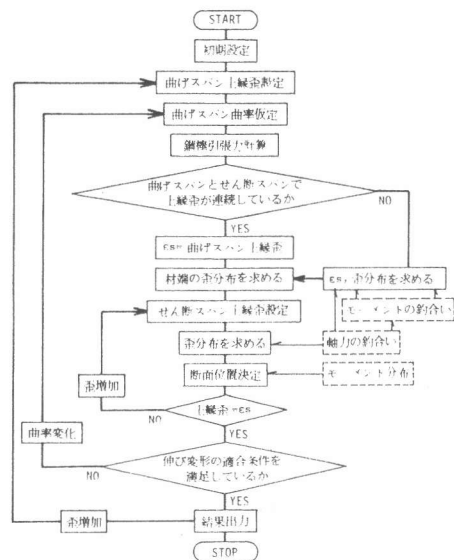 START
初期設定
曲げスパン上縁歪設定
曲げスパン曲率仮定
鋼棒引張力計算
曲げスパンとせん断スパンで
上縁歪が連続しているか
NO
YES
εs= 曲げスパン上縁歪
材端の歪分布を求める
εs, 歪分布を求める
モーメントの釣合い
せん断スパン上縁歪設定
歪分布を求める
軸力の釣合い
断面位置決定
モーメント分布
歪増加
上縁歪=εs
NO
曲率変化
YES
伸び変形の適合条件を
満足しているか
NO
YES
歪増加
結果出力
STOP